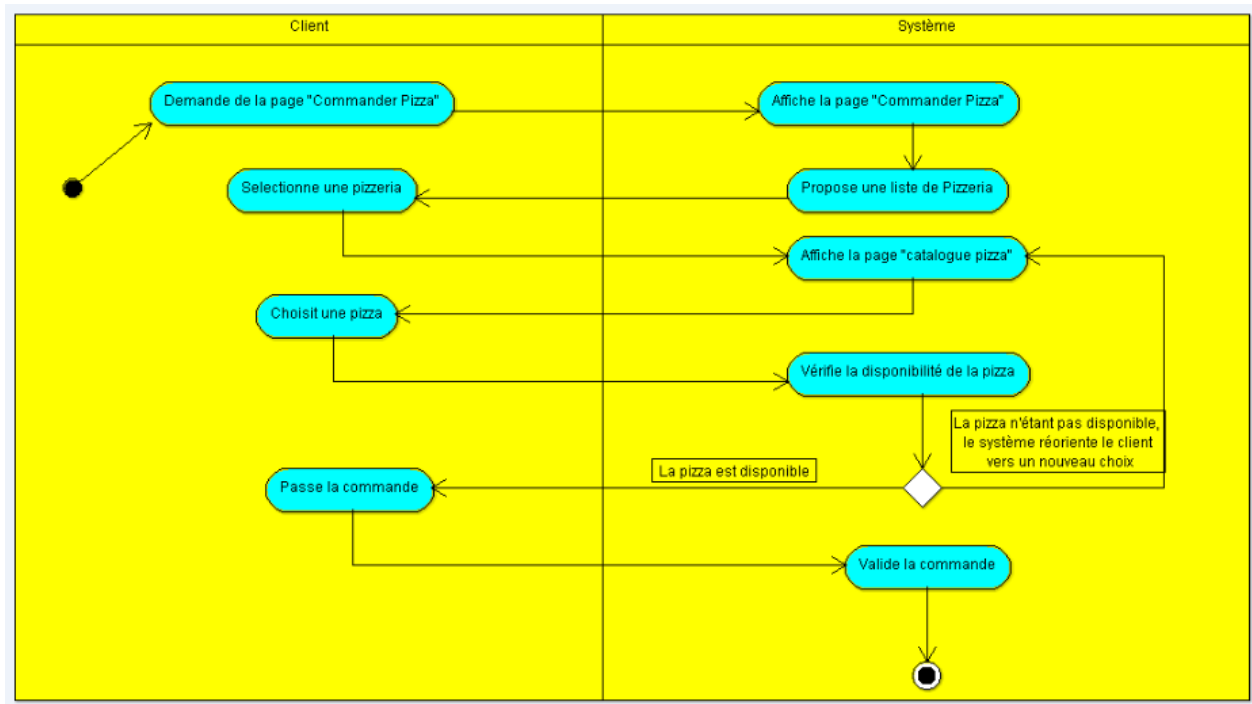 Client
Système
Demande de la page "Commander Pizza"
Affiche la page "Commander Pizza"
Selectionne une pizzeria
Propose une liste de Pizzeria
Affiche la page "catalogue pizza"
Choisit une pizza
Vérifie la disponibilité de la pizza
La pizza n'étant pas disponible,
le système réoriente le client
vers un nouveau choix
La pizza est disponible
Passe la commande
Valide la commande